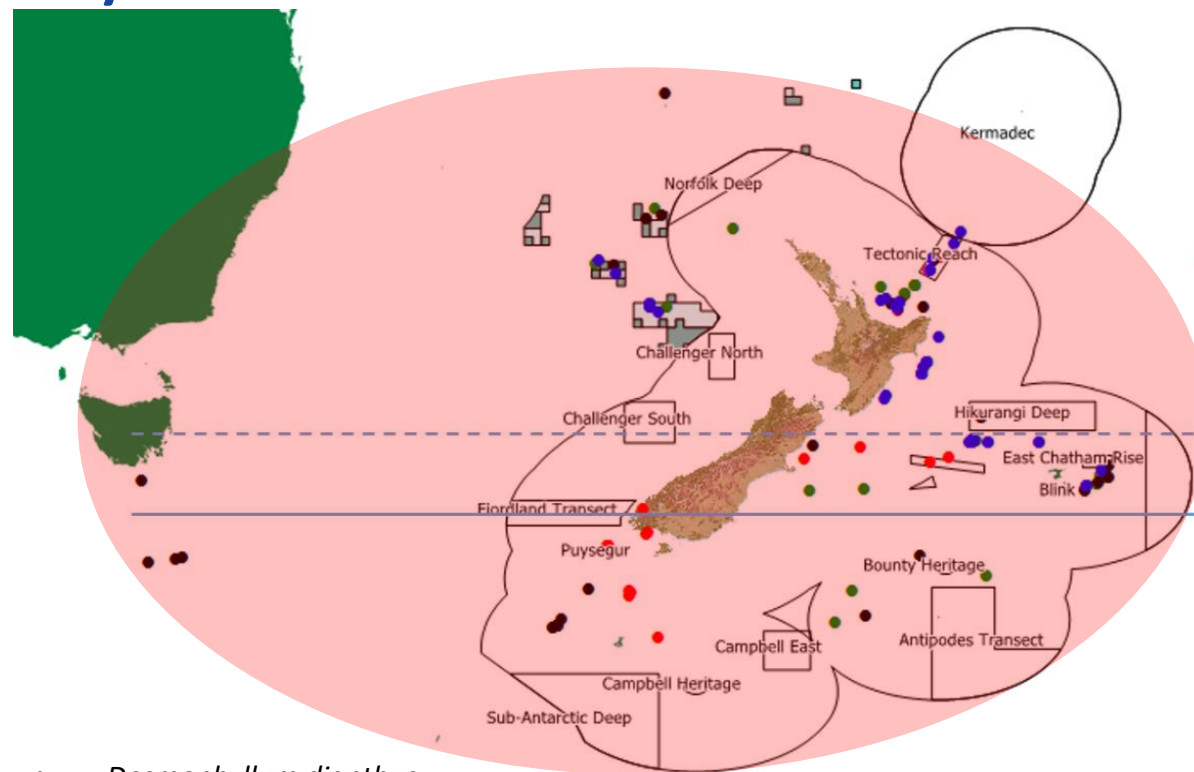 Kermadec
Norfolk Deep
Tectonic Reach
Challenger North
Challenger South
Hikurangi Deep
East Chatham Rise
Blink
Fiordland Transect
Puysegur
Bounty Heritage
Antipodes Transect
Campbell East
Campbell Heritage
Sub-Antarctic Deep